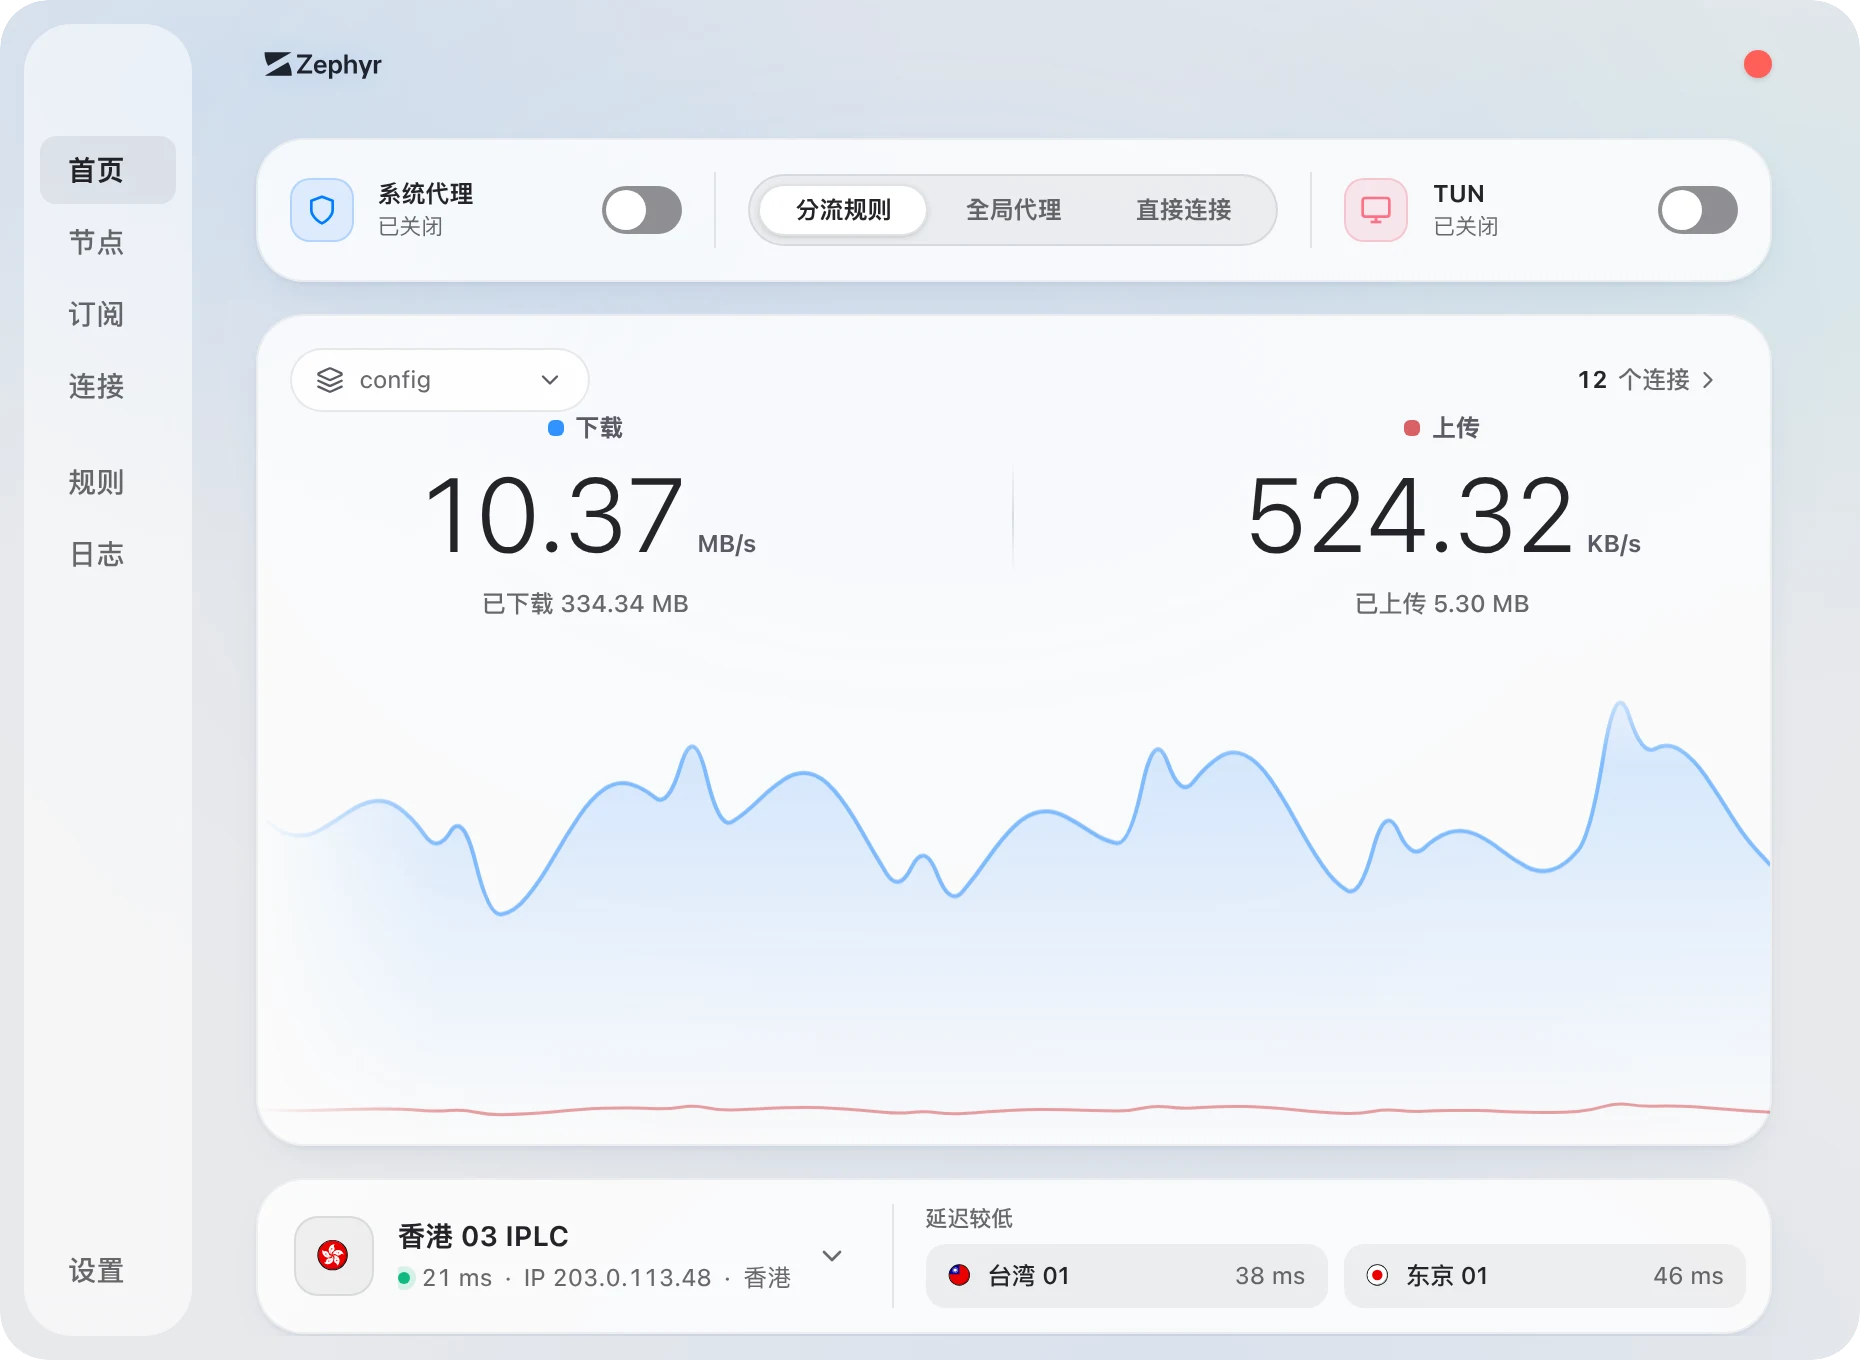 Zephyr
首页
节点
订阅
连接
规则
日志
设置
系统代理
已关闭
分流规则 全局代理 直接连接
TUN
已关闭
config
12 个连接
下载
10.37 MB/s
已下载 334.34 MB
上传
524.32 KB/s
已上传 5.30 MB
香港 03 IPLC
21 ms · IP 203.0.113.48 · 香港
延迟较低
台湾 01 38 ms
东京 01 46 ms